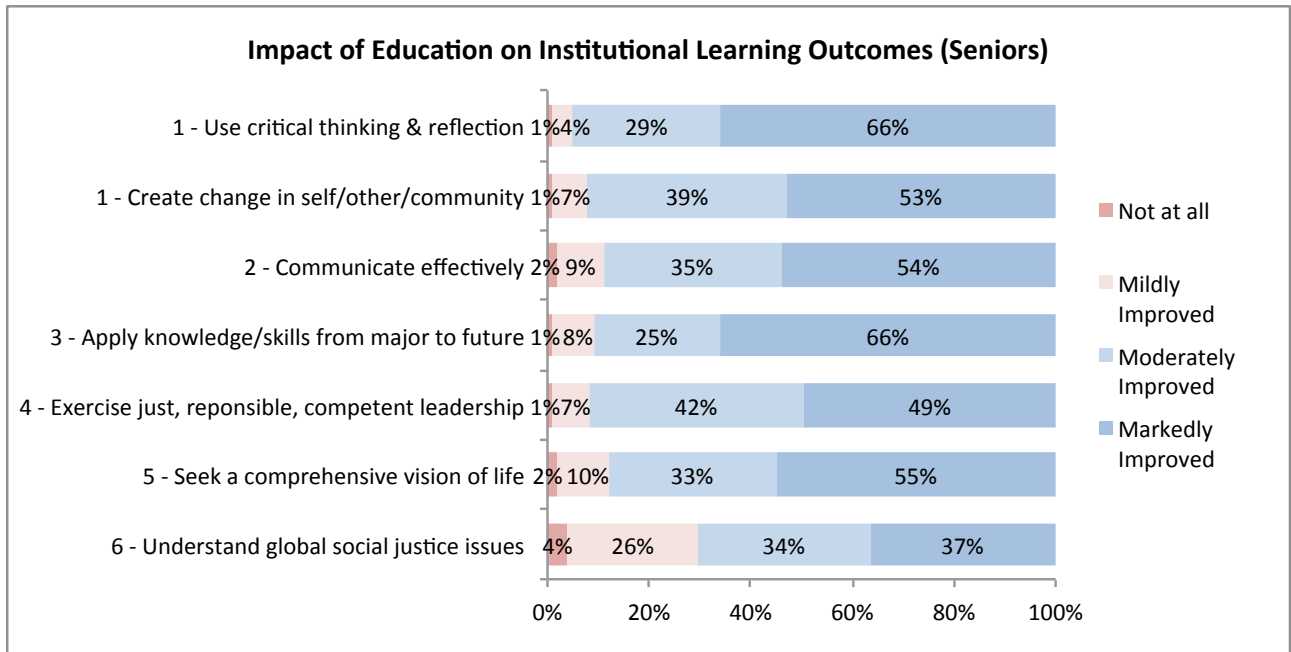 Impact of Education on Institutional Learning Outcomes (Seniors)
1 - Use critical thinking & reflection 1% 4% 29% 66%
1 - Create change in self/other/community 1% 7% 39% 53%
2 - Communicate effectively 2% 9% 35% 54%
3 - Apply knowledge/skills from major to future 1% 8% 25% 66%
4 - Exercise just, reponsible, competent leadership 1% 7% 42% 49%
5 - Seek a comprehensive vision of life 2% 10% 33% 55%
6 - Understand global social justice issues 4% 26% 34% 37%
0% 20% 40% 60% 80% 100%
Not at all
Mildly
Improved
Moderately
Improved
Markedly
Improved